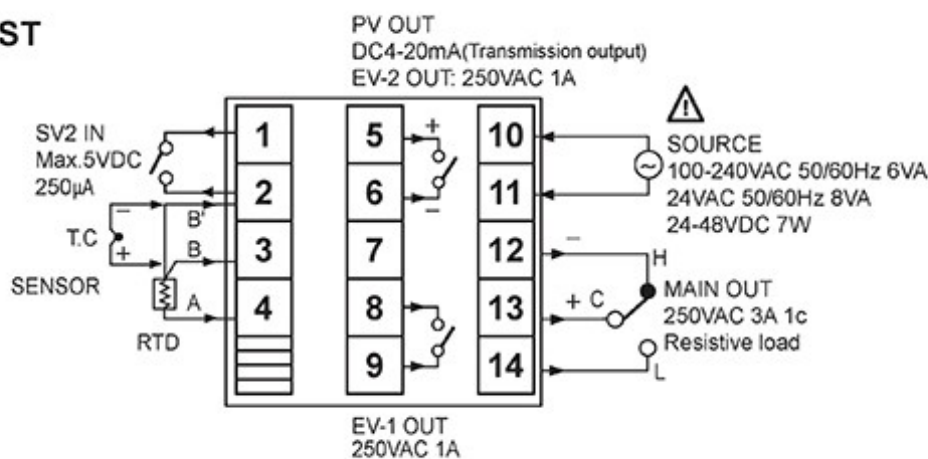 ST
PV OUT
DC4-20mA(Transmission output)
EV-2 OUT: 250VAC 1A
SV2 IN
Max.5VDC
250µA
T.C
−
+
SENSOR
B'
B
A
RTD
1
2
3
4
5
6
7
8
9
+
−
10
11
12
13
14
SOURCE
100-240VAC 50/60Hz 6VA
24VAC 50/60Hz 8VA
24-48VDC 7W
−
H
+ C
L
MAIN OUT
250VAC 3A 1c
Resistive load
EV-1 OUT
250VAC 1A